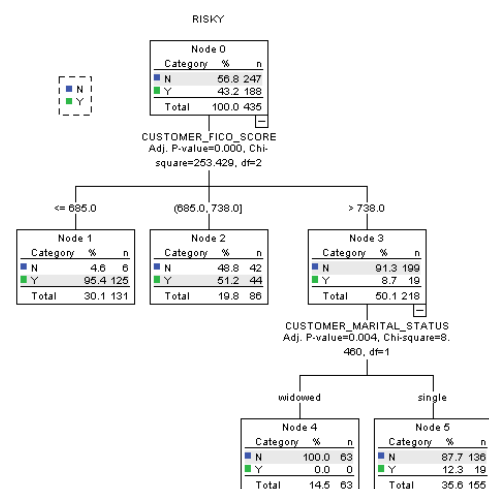 RISKY
Node 0
Category % n
N 56.8 247
Y 43.2 188
Total 100.0 435
N
Y
CUSTOMER_FICO_SCORE
Adj. P-value=0.000, Chi-
square=253.429, df=2
<= 685.0
(685.0, 738.0]
> 738.0
Node 1
Category % n
N 4.6 6
Y 95.4 125
Total 30.1 131
Node 2
Category % n
N 48.8 42
Y 51.2 44
Total 19.8 86
Node 3
Category % n
N 91.3 199
Y 8.7 19
Total 50.1 218
CUSTOMER_MARITAL_STATUS
Adj. P-value=0.004, Chi-square=8.
460, df=1
widowed
single
Node 4
Category % n
N 100.0 63
Y 0.0 0
Total 14.5 63
Node 5
Category % n
N 87.7 136
Y 12.3 19
Total 35.6 155